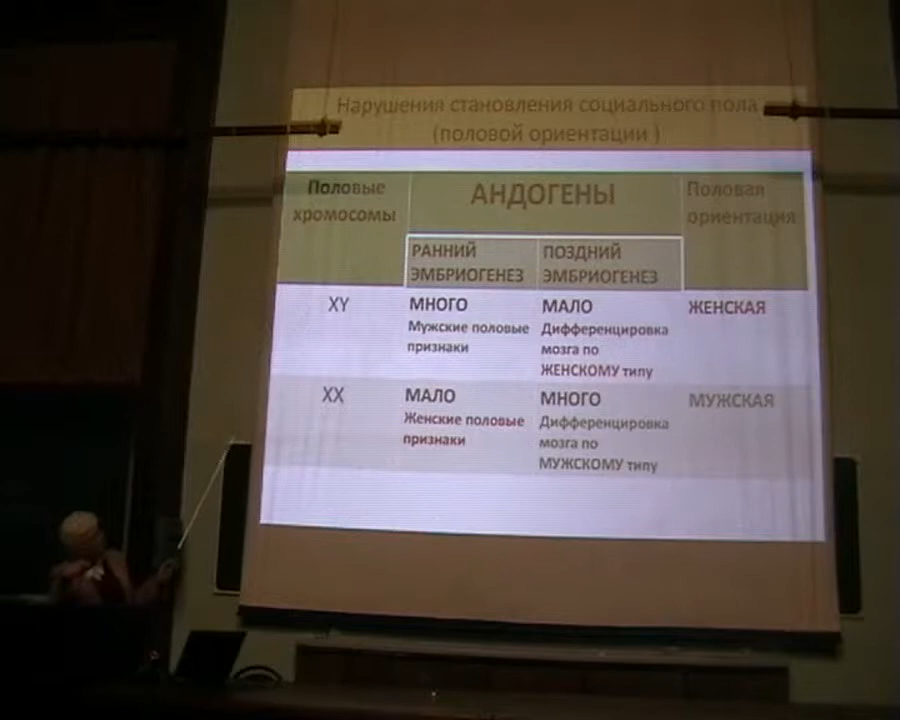 Нарушения становления социального пола
(половой ориентации )
Половые
хромосомы
АНДОГЕНЫ
Половая
ориентация
РАННИЙ
ЭМБРИОГЕНЕЗ
ПОЗДНИЙ
ЭМБРИОГЕНЕЗ
XY
МНОГО
Мужские половые
признаки
МАЛО
Дифференцировка
мозга по
ЖЕНСКОМУ типу
ЖЕНСКАЯ
XX
МАЛО
Женские половые
признаки
МНОГО
Дифференцировка
мозга по
МУЖСКОМУ типу
МУЖСКАЯ